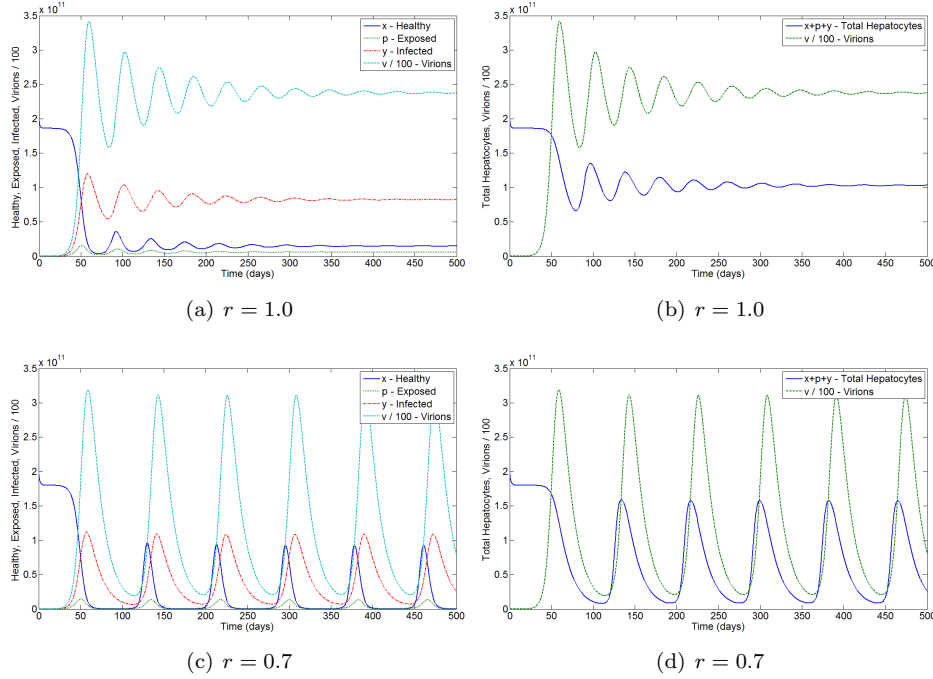 x 10^11
3.5
3
2.5
2
1.5
1
0.5
0
0 50 100 150 200 250 300 350 400 450 500
Time (days)
Healthy, Exposed, Infected, Virions / 100
x - Healthy
p - Exposed
y - Infected
v / 100 - Virions
(a) r = 1.0
x 10^11
3.5
3
2.5
2
1.5
1
0.5
0
0 50 100 150 200 250 300 350 400 450 500
Time (days)
Total Hepatocytes, Virions / 100
x+p+y - Total Hepatocytes
v / 100 - Virions
(b) r = 1.0
x 10^11
3.5
3
2.5
2
1.5
1
0.5
0
0 50 100 150 200 250 300 350 400 450 500
Time (days)
Healthy, Exposed, Infected, Virions / 100
x - Healthy
p - Exposed
y - Infected
v / 100 - Virions
(c) r = 0.7
x 10^11
3.5
3
2.5
2
1.5
1
0.5
0
0 50 100 150 200 250 300 350 400 450 500
Time (days)
Total Hepatocytes, Virions / 100
x+p+y - Total Hepatocytes
v / 100 - Virions
(d) r = 0.7